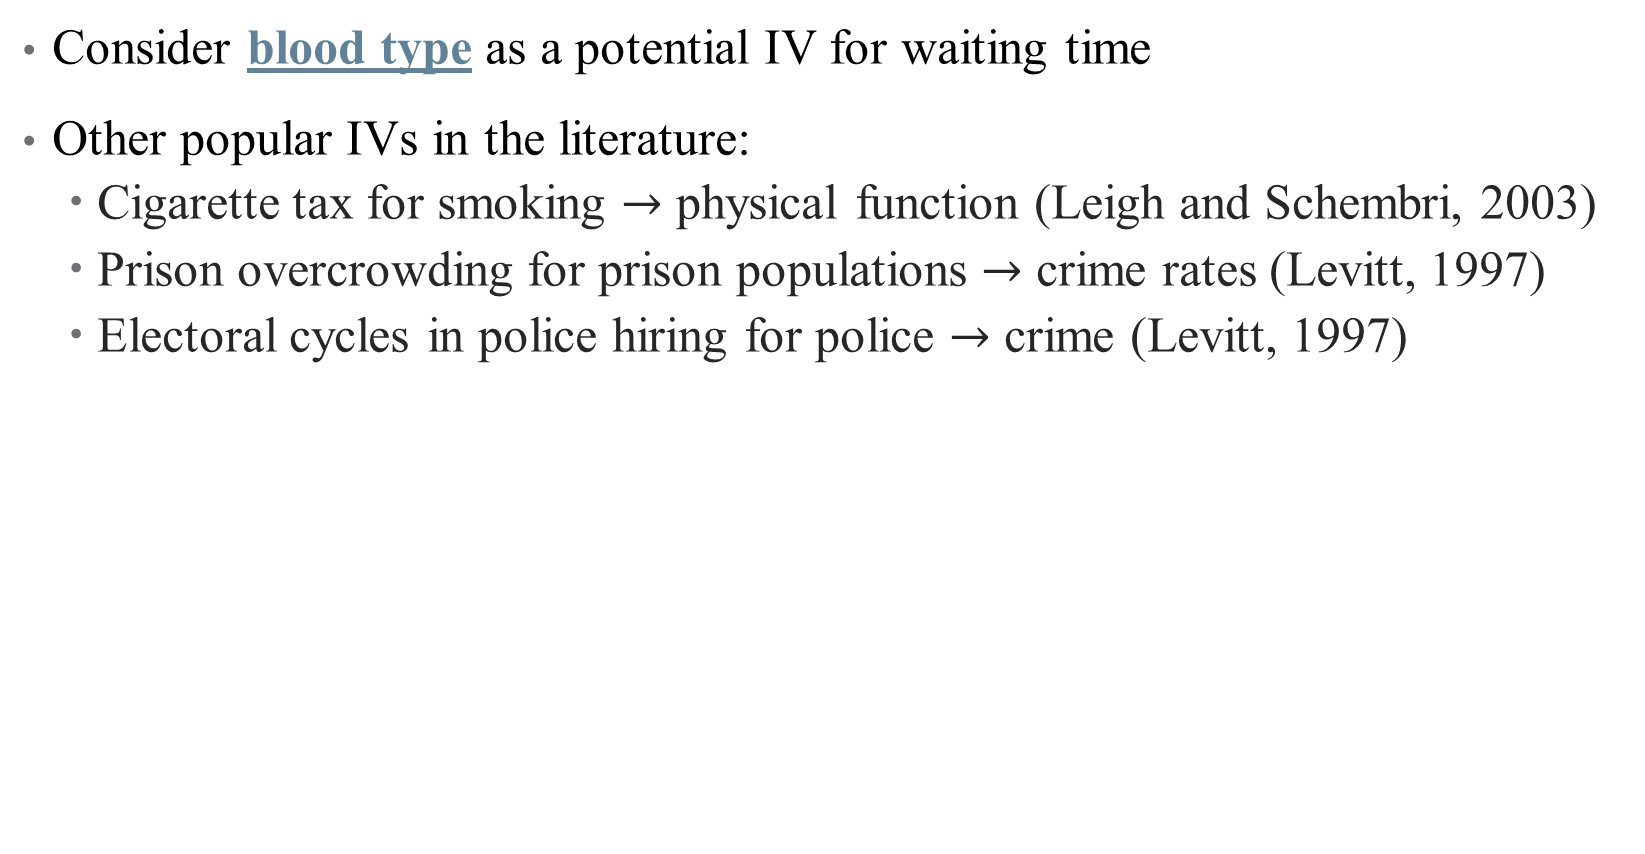 • Consider blood type as a potential IV for waiting time
• Other popular IVs in the literature:
• Cigarette tax for smoking → physical function (Leigh and Schembri, 2003)
• Prison overcrowding for prison populations → crime rates (Levitt, 1997)
• Electoral cycles in police hiring for police → crime (Levitt, 1997)